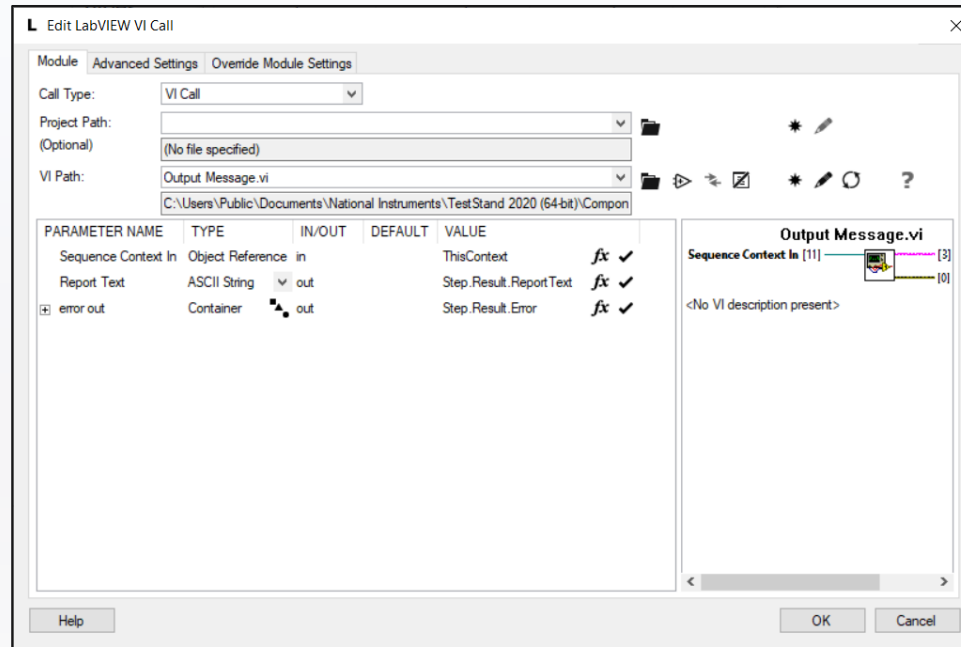 L Edit LabVIEW VI Call
Module Advanced Settings Override Module Settings
Call Type: VI Call
Project Path:
(Optional) (No file specified)
VI Path: Output Message.vi
C:\Users\Public\Documents\National Instruments\TestStand 2020 (64-bit)\Compon
PARAMETER NAME TYPE IN/OUT DEFAULT VALUE
Sequence Context In Object Reference in ThisContext fx
Report Text ASCII String out Step.Result.ReportText fx
error out Container out Step.Result.Error fx
Output Message.vi
Sequence Context In [11] [3]
[0]
<No VI description present>
Help OK Cancel